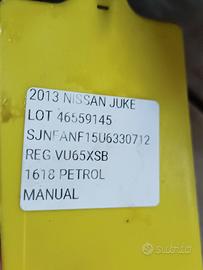 2013 NISSAN JUKE
LOT 46559145
SJNFANF15U6330712
REG VU65XSB
1618 PETROL
MANUAL
subito